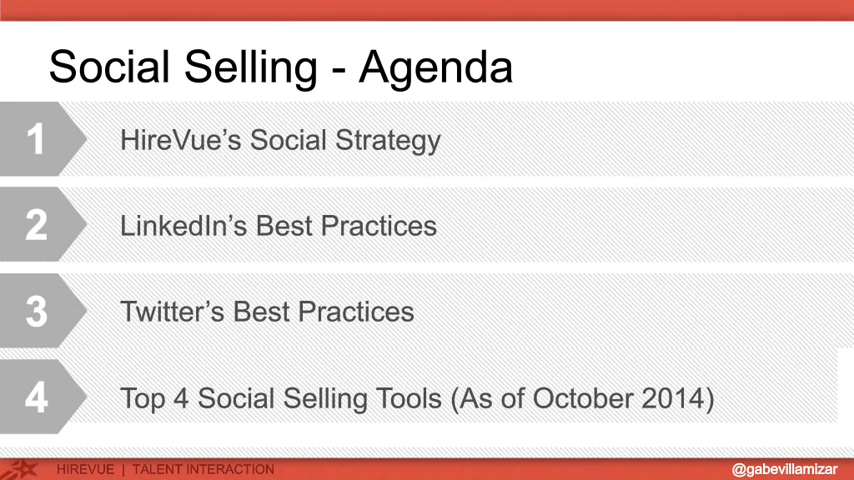 Social Selling - Agenda
1
HireVue's Social Strategy
2
LinkedIn's Best Practices
3
Twitter's Best Practices
4
Top 4 Social Selling Tools (As of October 2014)
HIREVUE | TALENT INTERACTION
@gabevillamizar